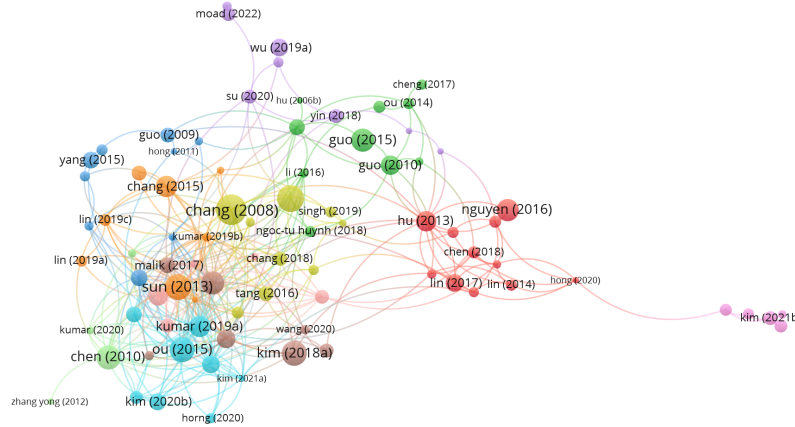 moad (2022)
wu (2019a)
cheng (2017)
su (2020)
hu (2006b)
ou (2014)
yin (2018)
guo (2009)
guo (2015)
hong (2011)
yang (2015)
guo (2010)
li (2016)
chang (2015)
chang (2008)
singh (2019)
nguyen (2016)
lin (2019c)
hu (2013)
ngoc-tu huynh (2018)
kumar (2019b)
chen (2018)
lin (2019a)
malik (2017)
chang (2018)
sun (2013)
lin (2017)
lin (2014)
hong (2020)
tang (2016)
kim (2021b
kumar (2020)
kumar (2019a)
wang (2020)
chen (2010)
ou (2015)
kim (2018a)
kim (2021a)
zhang yong (2012)
kim (2020b)
horng (2020)